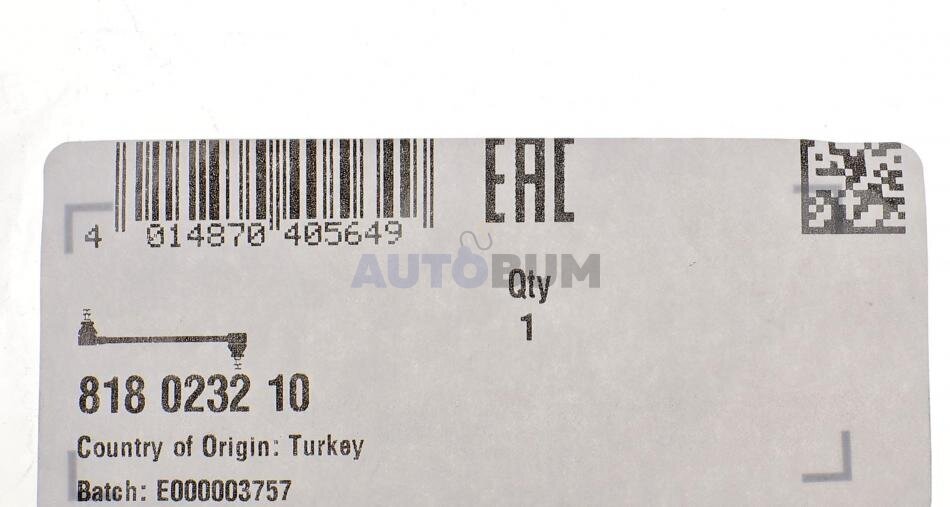 EAC
4 014870 405649
AUTOBUM
Qty
1
818 0232 10
Country of Origin: Turkey
Batch: E000003757